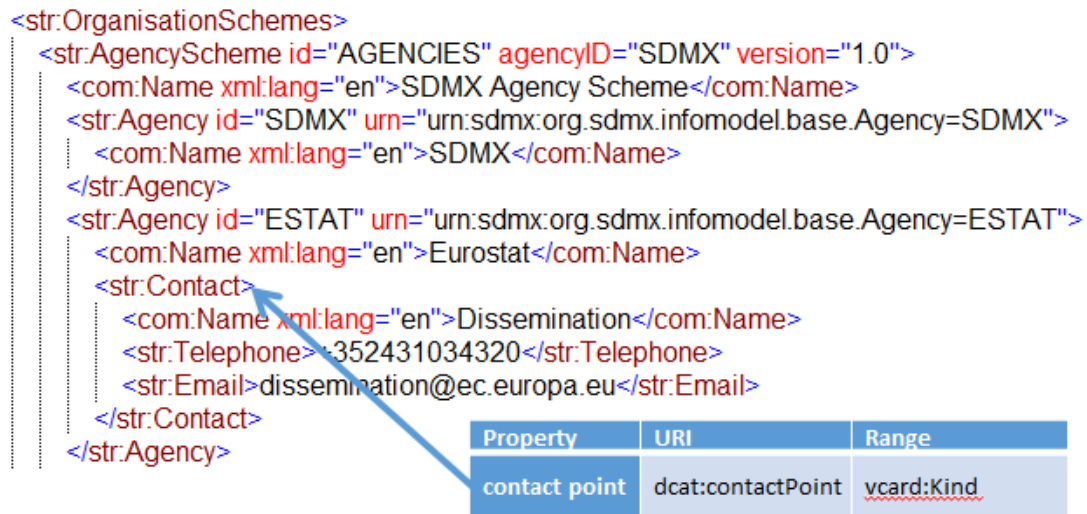 <str:OrganisationSchemes>
<str:AgencyScheme id="AGENCIES" agencyID="SDMX" version="1.0">
<com:Name xml:lang="en">SDMX Agency Scheme</com:Name>
<str:Agency id="SDMX" urn="urn:sdmx:org.sdmx.infomodel.base.Agency=SDMX">
<com:Name xml:lang="en">SDMX</com:Name>
</str:Agency>
<str:Agency id="ESTAT" urn="urn:sdmx:org.sdmx.infomodel.base.Agency=ESTAT">
<com:Name xml:lang="en">Eurostat</com:Name>
<str:Contact>
<com:Name xml:lang="en">Dissemination</com:Name>
<str:Telephone>+352431034320</str:Telephone>
<str:Email>dissemination@ec.europa.eu</str:Email>
</str:Contact>
</str:Agency>
Property URI Range
contact point dcat:contactPoint vcard:Kind